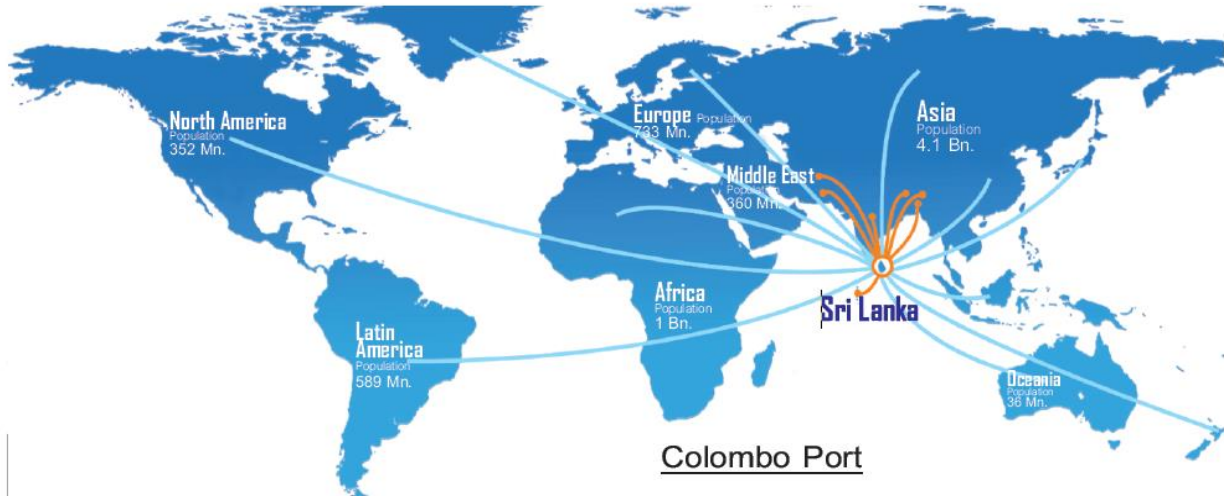 North America
Population
352 Mn.
Europe Population
733 Mn.
Asia
Population
4.1 Bn.
Middle East
Population
360 Mn.
Africa
Population
1 Bn.
Sri Lanka
Latin
America
Population
589 Mn.
Oceania
Population
36 Mn.
Colombo Port